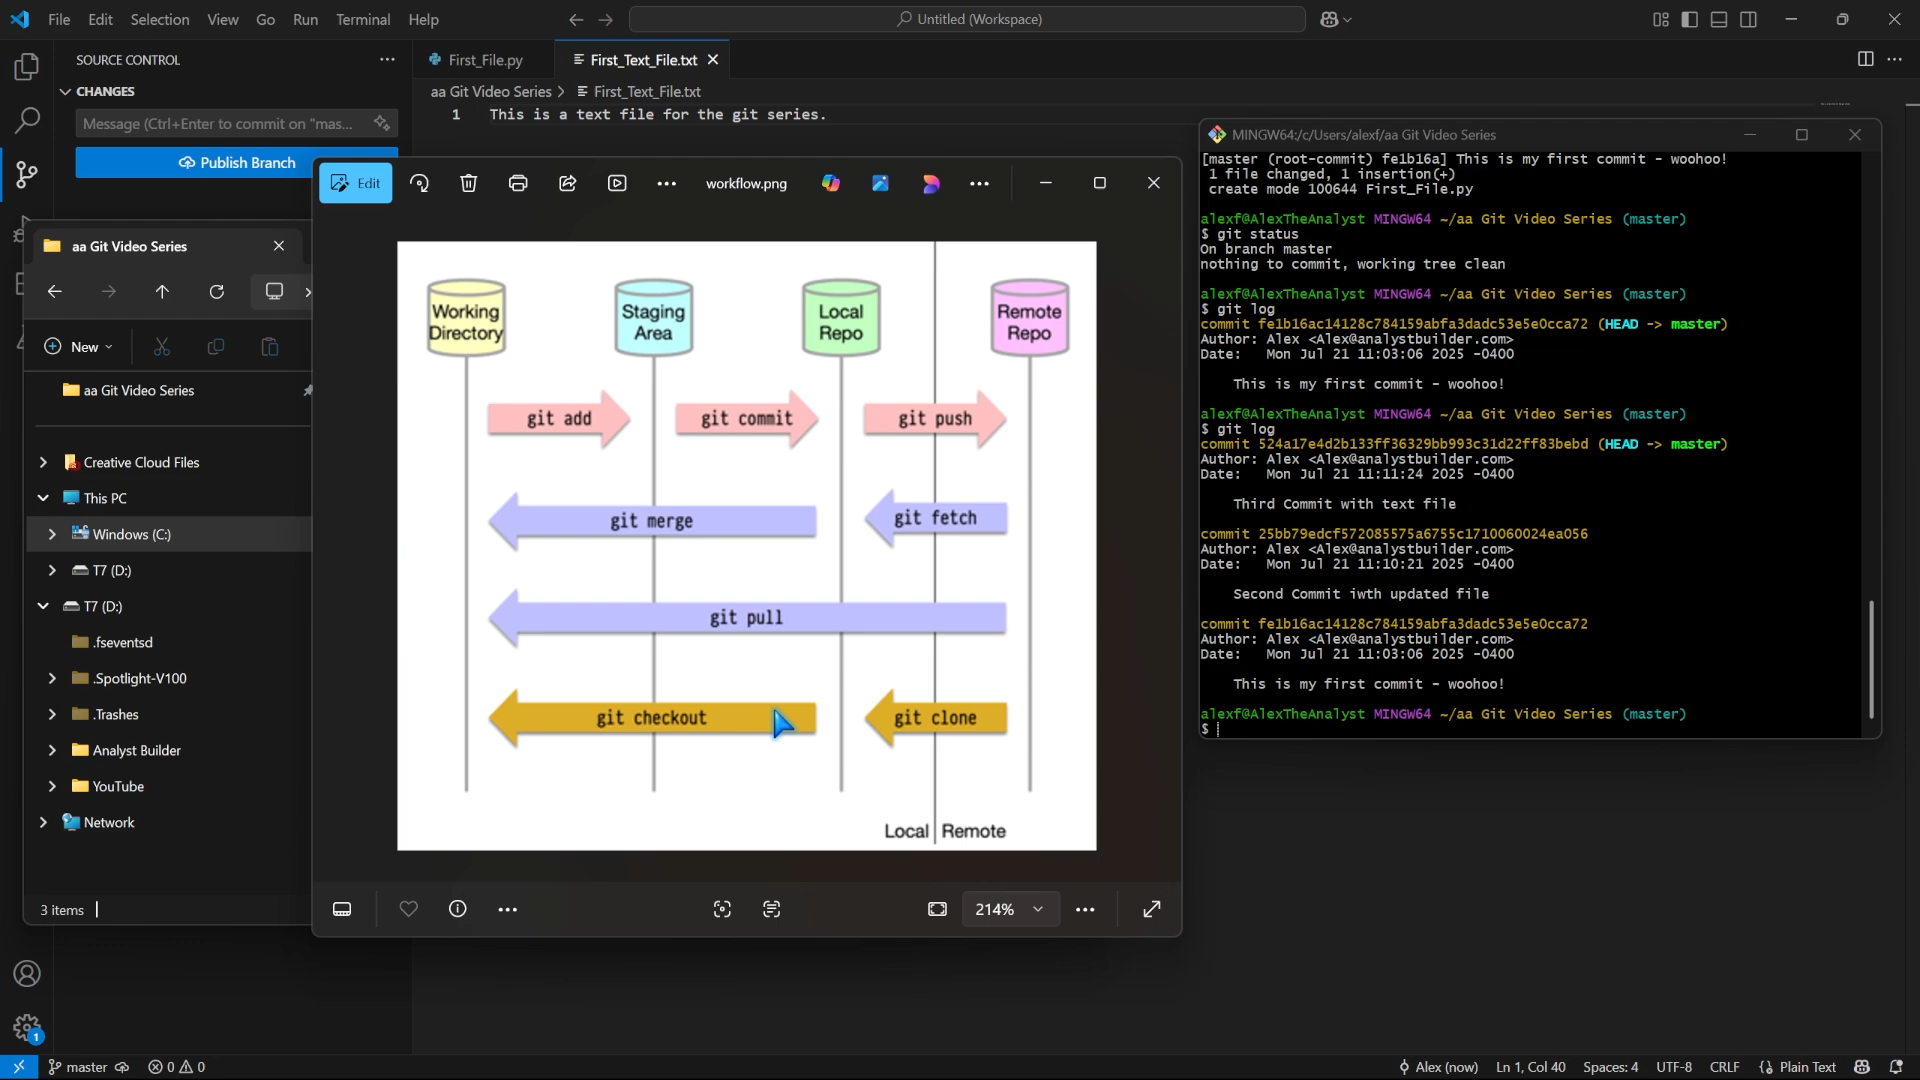 File Edit Selection View Go Run Terminal Help
Untitled (Workspace)
SOURCE CONTROL
CHANGES
Message (Ctrl+Enter to commit on "mas...
Publish Branch
First_File.py
First_Text_File.txt
aa Git Video Series > First_Text_File.txt
1 This is a text file for the git series.
aa Git Video Series
New
aa Git Video Series
Creative Cloud Files
This PC
Windows (C:)
T7 (D:)
T7 (D:)
.fseventsd
.Spotlight-V100
.Trashes
Analyst Builder
YouTube
Network
3 items
Edit
workflow.png
Working
Directory
Staging
Area
Local
Repo
Remote
Repo
git add
git commit
git push
git merge
git fetch
git pull
git checkout
git clone
Local
Remote
214%
MINGW64:/c/Users/alexf/aa Git Video Series
[master (root-commit) fe1b16a] This is my first commit - woohoo!
1 file changed, 1 insertion(+)
create mode 100644 First_File.py
alexf@AlexTheAnalyst MINGW64 ~/aa Git Video Series (master)
$ git status
On branch master
nothing to commit, working tree clean
alexf@AlexTheAnalyst MINGW64 ~/aa Git Video Series (master)
$ git log
commit fe1b16ac14128c784159abfa3dadc53e5e0cca72 (HEAD -> master)
Author: Alex <Alex@analystbuilder.com>
Date: Mon Jul 21 11:03:06 2025 -0400
This is my first commit - woohoo!
alexf@AlexTheAnalyst MINGW64 ~/aa Git Video Series (master)
$ git log
commit 524a17e4d2b133ff36329bb993c31d22ff83bebd (HEAD -> master)
Author: Alex <Alex@analystbuilder.com>
Date: Mon Jul 21 11:11:24 2025 -0400
Third Commit with text file
commit 25bb79edcf572085575a6755c1710060024ea056
Author: Alex <Alex@analystbuilder.com>
Date: Mon Jul 21 11:10:21 2025 -0400
Second Commit iwth updated file
commit fe1b16ac14128c784159abfa3dadc53e5e0cca72
Author: Alex <Alex@analystbuilder.com>
Date: Mon Jul 21 11:03:06 2025 -0400
This is my first commit - woohoo!
alexf@AlexTheAnalyst MINGW64 ~/aa Git Video Series (master)
$
1
master 0 0
Alex (now) Ln 1, Col 40 Spaces: 4 UTF-8 CRLF {} Plain Text